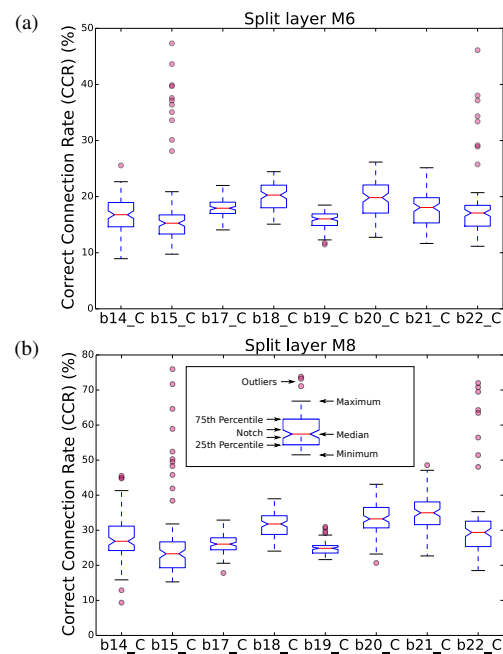 (a)
Split layer M6
Correct Connection Rate (CCR) (%)
50
40
30
20
10
0
b14_C b15_C b17_C b18_C b19_C b20_C b21_C b22_C
(b)
Split layer M8
Correct Connection Rate (CCR) (%)
80
70
60
50
40
30
20
10
0
Outliers
Maximum
75th Percentile
Notch
Median
25th Percentile
Minimum
b14_C b15_C b17_C b18_C b19_C b20_C b21_C b22_C